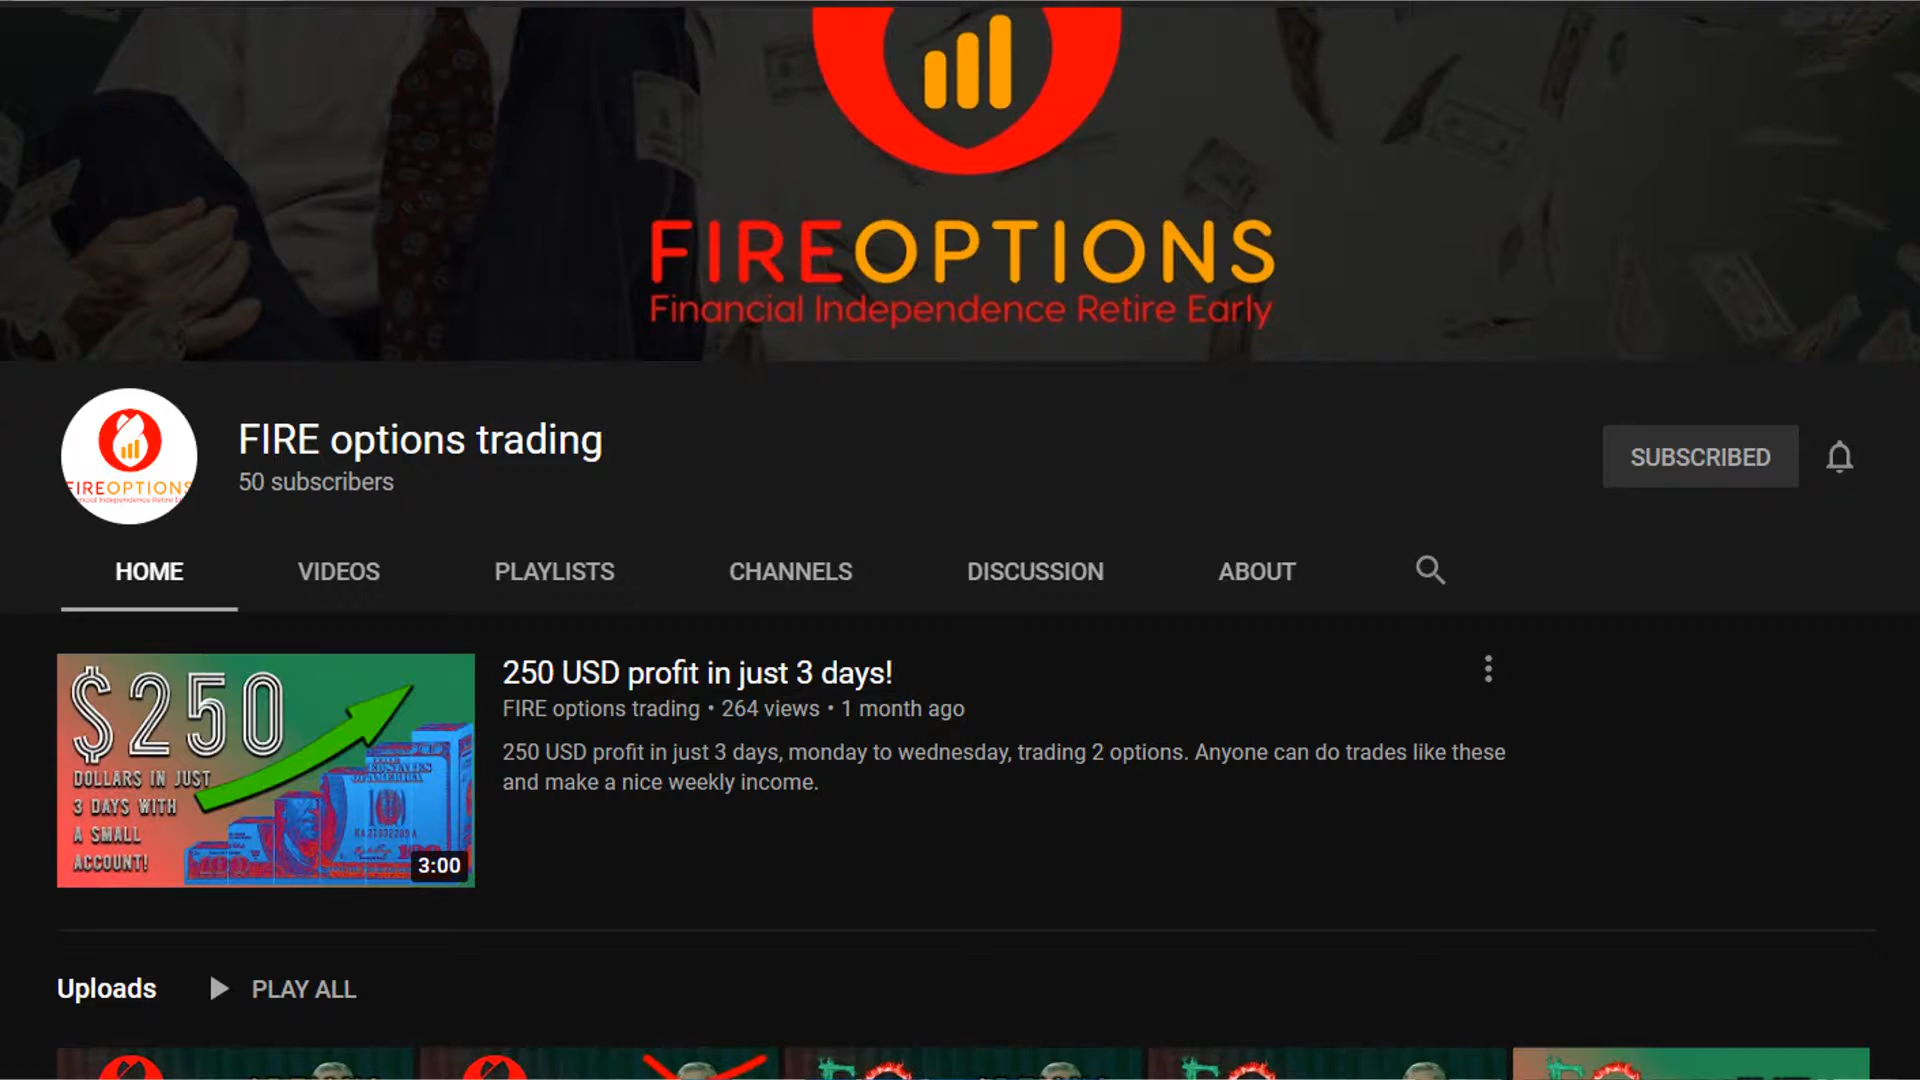 FIREOPTIONS
Financial Independence Retire Early
FIREOPTIONS
FIRE options trading
50 subscribers
SUBSCRIBED
HOME
VIDEOS
PLAYLISTS
CHANNELS
DISCUSSION
ABOUT
$250
DOLLARS IN JUST
3 DAYS WITH
A SMALL
ACCOUNT!
3:00
250 USD profit in just 3 days!
FIRE options trading • 264 views • 1 month ago
250 USD profit in just 3 days, monday to wednesday, trading 2 options. Anyone can do trades like these
and make a nice weekly income.
Uploads
PLAY ALL